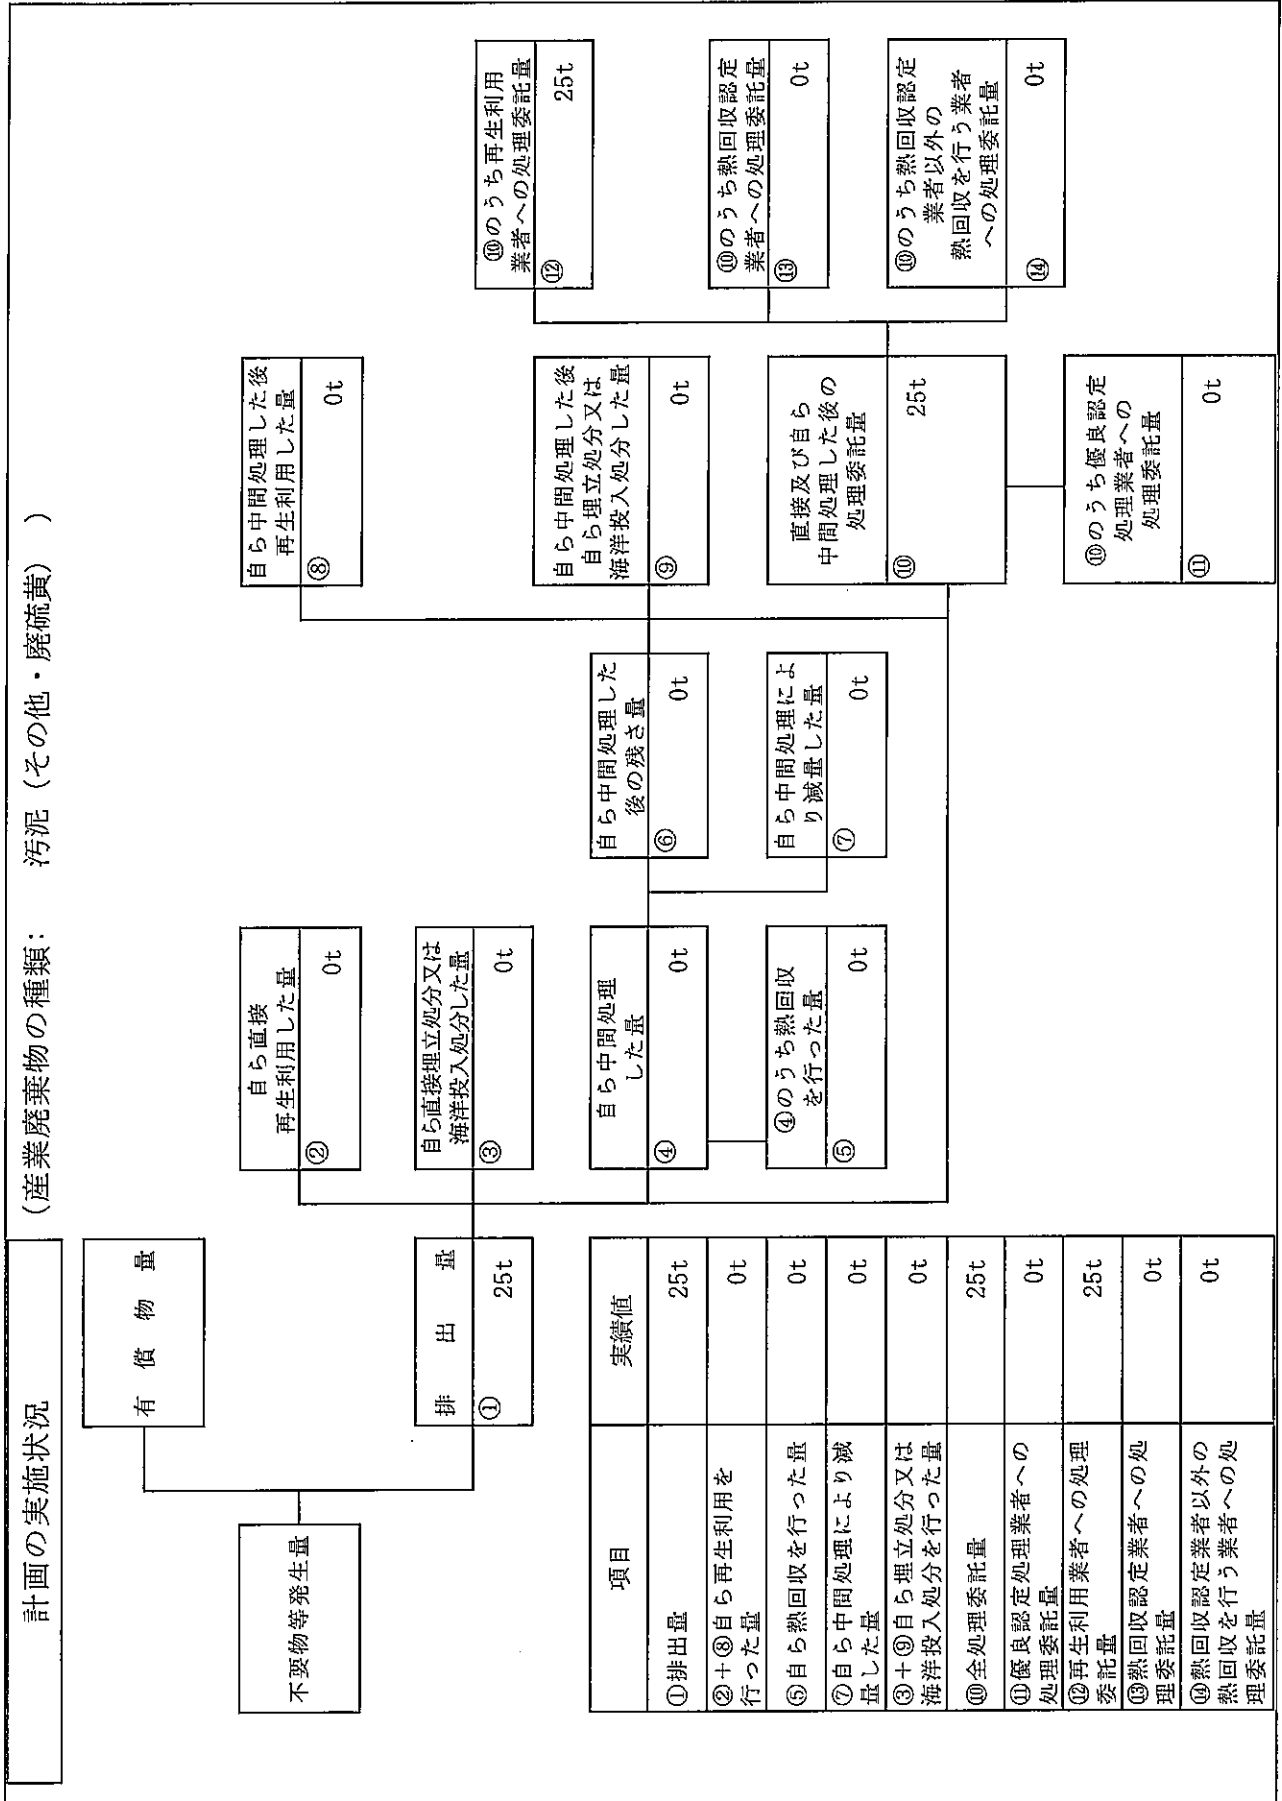 計画の実施状況
(産業廃棄物の種類: 汚泥(その他・廃硫黄) )
不要物等発生量
有償物量
排出量
① 25t
自ら直接
再生利用した量
② 0t
自ら直接埋立処分又は
海洋投入処分した量
③ 0t
自ら中間処理
した量
④ 0t
④のうち熱回収
を行った量
⑤ 0t
自ら中間処理した
後の残さ量
⑥ 0t
自ら中間処理によ
り減量した量
⑦ 0t
自ら中間処理した後
再生利用した量
⑧ 0t
自ら中間処理した後
自ら埋立処分又は
海洋投入処分した量
⑨ 0t
直接及び自ら
中間処理した後の
処理委託量
⑩ 25t
⑩のうち優良認定
処理業者への
処理委託量
⑪ 0t
⑩のうち再生利用
業者への処理委託量
⑫ 25t
⑩のうち熱回収認定
業者への処理委託量
⑬ 0t
⑩のうち熱回収認定
業者以外の
熱回収を行う業者
への処理委託量
⑭ 0t
項目 実績値
①排出量 25t
②+⑧自ら再生利用を
行った量 0t
⑤自ら熱回収を行った量 0t
⑦自ら中間処理により減
量した量 0t
③+⑨自ら埋立処分又は
海洋投入処分を行った量 0t
⑩全処理委託量 25t
⑪優良認定処理業者への
処理委託量 0t
⑫再生利用業者への処理
委託量 25t
⑬熱回収認定業者への処
理委託量 0t
⑭熱回収認定業者以外の
熱回収を行う業者への処
理委託量 0t